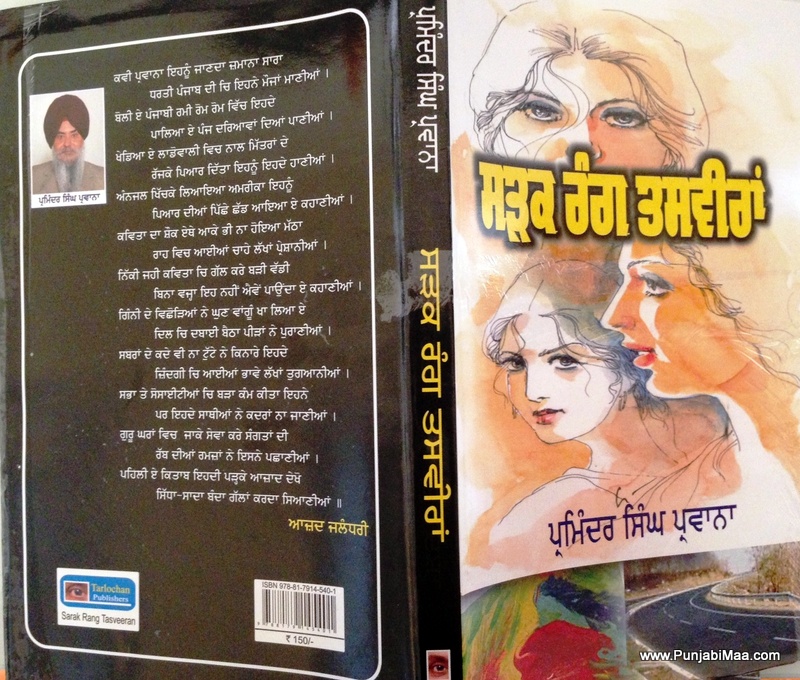 ਕਵੀ ਪ੍ਰਵਾਨਾ ਇਹਨੂੰ ਜਾਣਦਾ ਜ਼ਮਾਨਾ ਸਾਰਾ
ਧਰਤੀ ਪੰਜਾਬ ਦੀ ਚਿ ਇਹਨੇ ਮੌਜਾਂ ਮਾਣੀਆਂ ।
ਬੋਲੀ ਏ ਪੰਜਾਬੀ ਰਮੀ ਰੋਮ ਰੋਮ ਵਿੱਚ ਇਹਦੇ
ਪਾਲਿਆ ਏ ਪੰਜ ਦਰਿਆਵਾਂ ਦਿਆਂ ਪਾਣੀਆਂ ।
ਖੇਡਿਆ ਏ ਲਾਡੋਵਾਲੀ ਵਿਚ ਨਾਲ ਮਿੱਤਰਾਂ ਦੇ
ਰੱਜਕੇ ਪਿਆਰ ਦਿੱਤਾ ਇਹਨੂੰ ਇਹਦੇ ਹਾਣੀਆਂ ।
ਅੰਨਜਲ ਖਿੱਚਕੇ ਲਿਆਇਆ ਅਮਰੀਕਾ ਇਹਨੂੰ
ਪਿਆਰ ਦੀਆਂ ਪਿੱਛੇ ਛੱਡ ਆਇਆ ਏ ਕਹਾਣੀਆਂ ।
ਕਵਿਤਾ ਦਾ ਸ਼ੌਕ ਏਥੇ ਆਕੇ ਭੀ ਨਾ ਹੋਇਆ ਮੱਠਾ
ਰਾਹ ਵਿਚ ਆਈਆਂ ਚਾਹੇ ਲੱਖਾਂ ਪ੍ਰੇਸ਼ਾਨੀਆਂ ।
ਨਿੱਕੀ ਜਹੀ ਕਵਿਤਾ ਚਿ ਗੱਲ ਕਰੇ ਬੜੀ ਵੱਡੀ
ਬਿਨਾ ਵਜ੍ਹਾ ਇਹ ਨਹੀਂ ਐਵੇਂ ਪਾਉਂਦਾ ਏ ਕਹਾਣੀਆਂ ।
ਗਿੰਨੀ ਦੇ ਵਿਛੋੜਿਆਂ ਨੇ ਘੁਣ ਵਾਂਗੂੰ ਖਾ ਲਿਆ ਏ
ਦਿਲ ਚਿ ਦਬਾਈ ਬੈਠਾ ਪੀੜਾਂ ਨੇ ਪੁਰਾਣੀਆਂ ।
ਸਬਰਾਂ ਦੇ ਕਦੇ ਵੀ ਨਾ ਟੁੱਟੇ ਨੇ ਕਿਨਾਰੇ ਇਹਦੇ
ਜ਼ਿੰਦਗੀ ਚਿ ਆਈਆਂ ਭਾਵੇ ਲੱਖਾਂ ਤੁਗਆਨੀਆਂ ।
ਸਭਾ ਤੇ ਸੋਸਾਈਟੀਆਂ ਚਿ ਬੜਾ ਕੰਮ ਕੀਤਾ ਇਹਨੇ
ਪਰ ਇਹਦੇ ਸਾਥੀਆਂ ਨੇ ਕਦਰਾਂ ਨਾ ਜਾਣੀਆਂ ।
ਗੁਰੂ ਘਰਾਂ ਵਿਚ ਜਾਕੇ ਸੇਵਾ ਕਰੇ ਸੰਗਤਾਂ ਦੀ
ਰੱਬ ਦੀਆਂ ਰਮਜ਼ਾਂ ਨੇ ਇਸਨੇ ਪਛਾਣੀਆਂ ।
ਪਹਿਲੀ ਏ ਕਿਤਾਬ ਇਹਦੀ ਪੜ੍ਹਕੇ ਆਜ਼ਾਦ ਦੇਖੋ
ਸਿੱਧਾ-ਸਾਦਾ ਬੰਦਾ ਗੱਲਾਂ ਕਰਦਾ ਸਿਆਣੀਆਂ ॥
ਆਜ਼ਦ ਜਲੰਧਰੀ
ਪ੍ਰਮਿੰਦਰ ਸਿੰਘ ਪ੍ਰਵਾਨਾ
Tarlochan
Publishers
Sarak Rang Tasveeran
ISBN 978-81-7914-540-1
₹ 150/-
ਪ੍ਰਮਿੰਦਰ ਸਿੰਘ ਪ੍ਰਵਾਨਾ
ਸੜਕ ਰੰਗ ਤਸਵੀਰਾਂ
ਸੜਕ ਰੰਗ ਤਸਵੀਰਾਂ
ਪ੍ਰਮਿੰਦਰ ਸਿੰਘ ਪ੍ਰਵਾਨਾ
www.PunjabiMaa.com